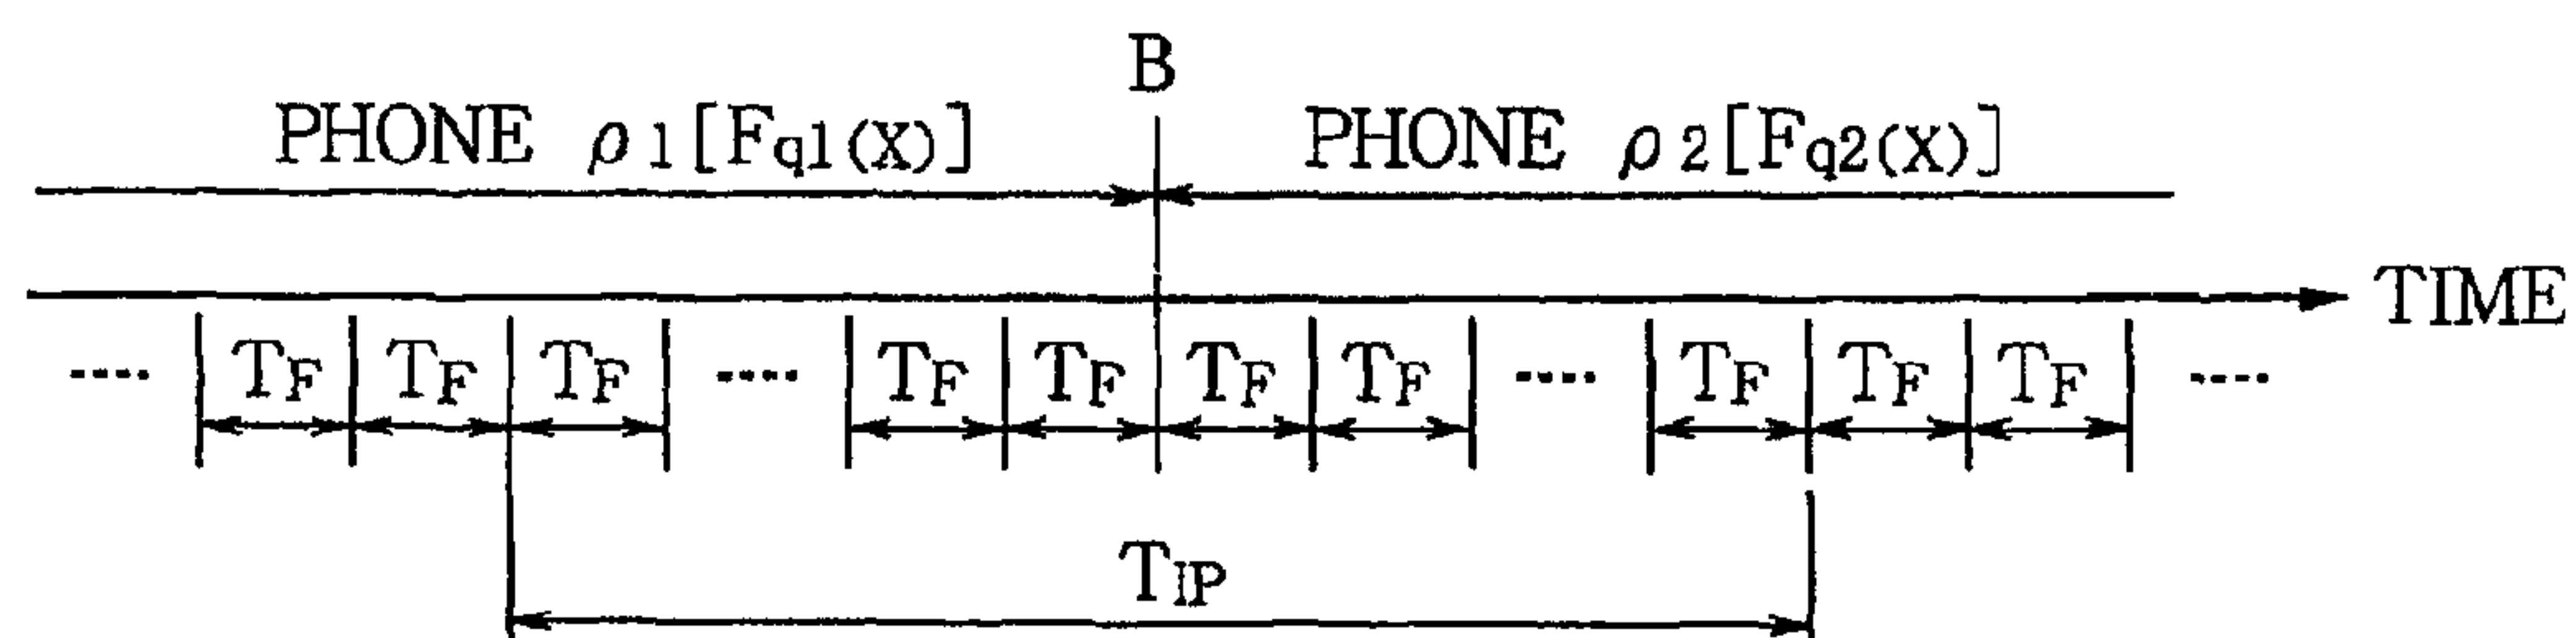 B
PHONE ρ1[Fq1(X)] PHONE ρ2[Fq2(X)]
TIME
···· TF TF TF ···· TF TF TF TF ···· TF TF TF ····
TIP